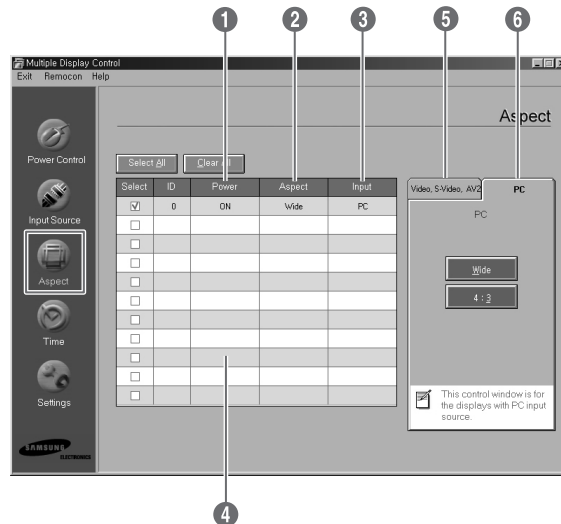 1 2 3 5 6
Multiple Display Control
Exit Remocon Help
Aspect
Power Control
Input Source
Aspect
Time
Settings
SAMSUNG
ELECTRONICS
Select All Clear All
Select ID Power Aspect Input
0 ON Wide PC
Video, S-Video, AV2 PC
PC
Wide
4 : 3
This control window is for
the displays with PC input
source.
4